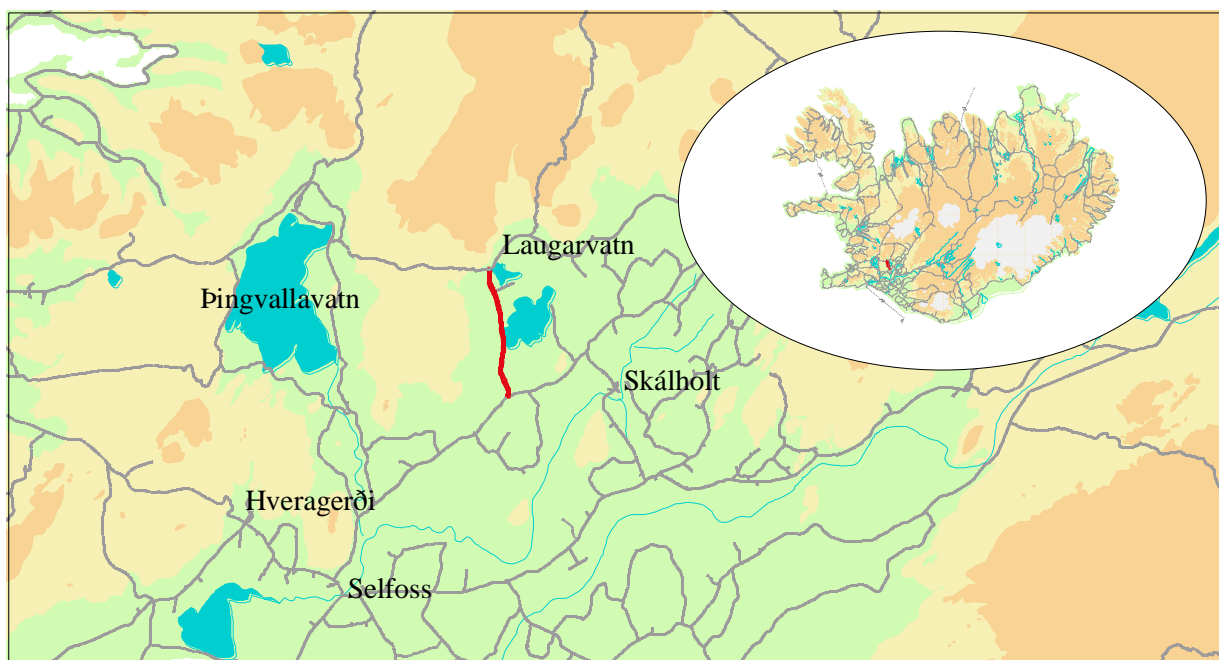 Laugarvatn
Þingvallavatn
Skálholt
Hveragerði
Selfoss